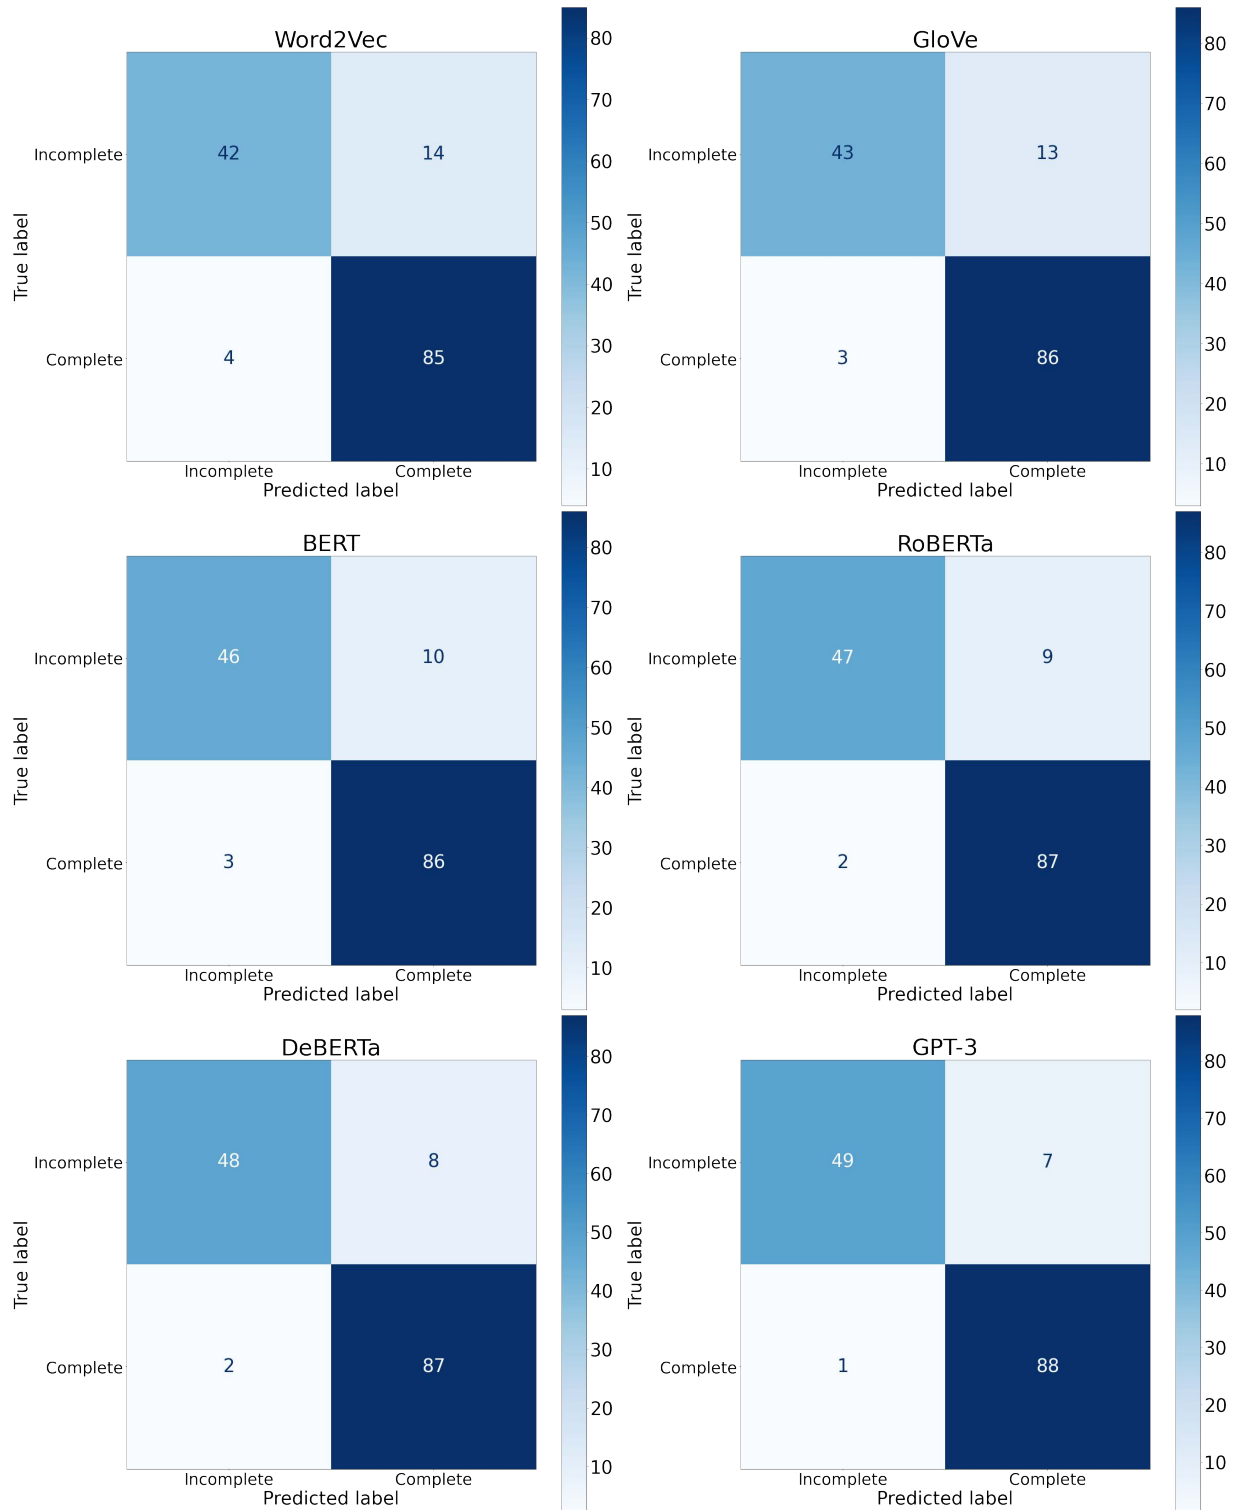 Word2Vec
Incomplete 42 14
Complete 4 85
True label
Incomplete Complete
Predicted label
80
70
60
50
40
30
20
10
GloVe
Incomplete 43 13
Complete 3 86
True label
Incomplete Complete
Predicted label
80
70
60
50
40
30
20
10
BERT
Incomplete 46 10
Complete 3 86
True label
Incomplete Complete
Predicted label
80
70
60
50
40
30
20
10
RoBERTa
Incomplete 47 9
Complete 2 87
True label
Incomplete Complete
Predicted label
80
70
60
50
40
30
20
10
DeBERTa
Incomplete 48 8
Complete 2 87
True label
Incomplete Complete
Predicted label
80
70
60
50
40
30
20
10
GPT-3
Incomplete 49 7
Complete 1 88
True label
Incomplete Complete
Predicted label
80
70
60
50
40
30
20
10